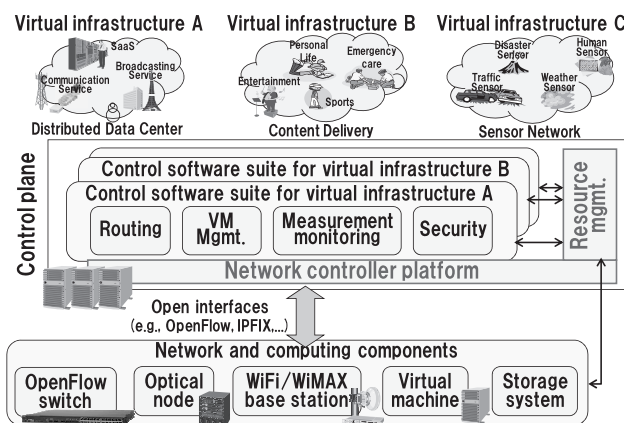 Virtual infrastructure A
Virtual infrastructure B
Virtual infrastructure C
SaaS
Communication
Service
Broadcasting
Service
Distributed Data Center
Personal
Life
Emergency
care
Entertainment
Sports
Content Delivery
Disaster
Sensor
Human
Sensor
Traffic
Sensor
Weather
Sensor
Sensor Network
Control plane
Control software suite for virtual infrastructure B
Control software suite for virtual infrastructure A
Routing
VM
Mgmt.
Measurement
monitoring
Security
Resource
mgmt.
Network controller platform
Open interfaces
(e.g., OpenFlow, IPFIX,...)
Network and computing components
OpenFlow
switch
Optical
node
WiFi/WiMAX
base station
Virtual
machine
Storage
system